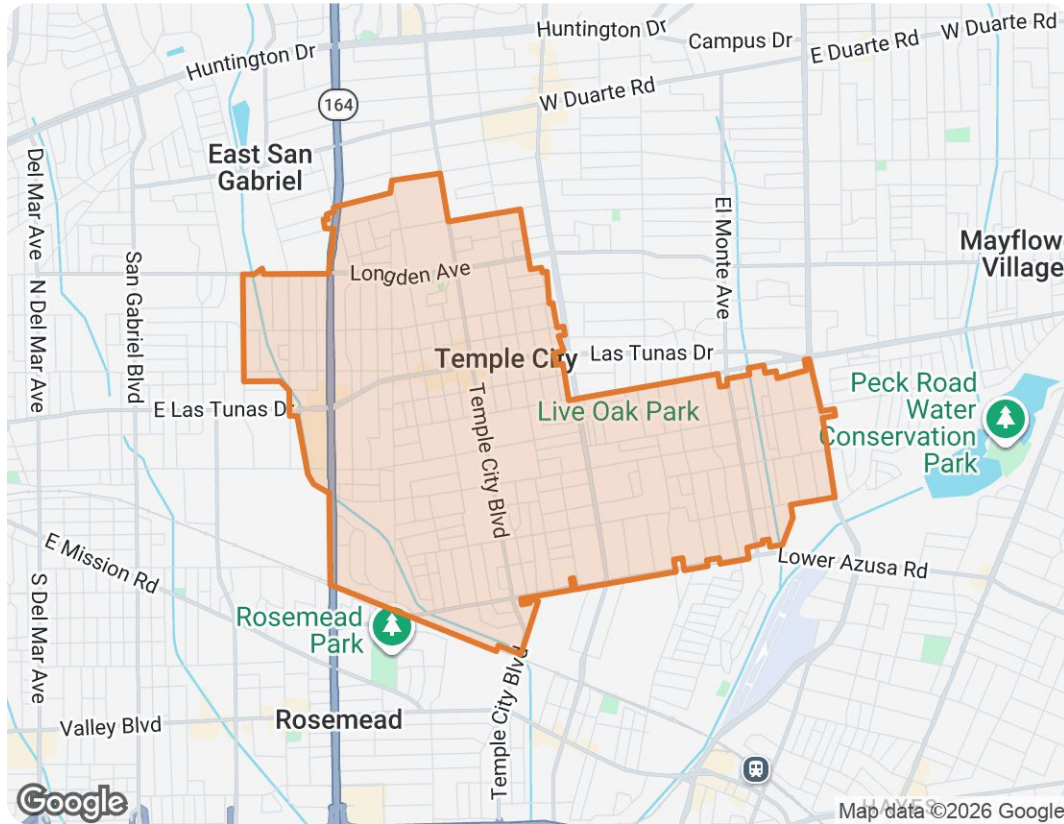 Huntington Dr
Huntington Dr
Campus Dr
E Duarte Rd
W Duarte Rd
W Duarte Rd
164
East San
Gabriel
Del Mar Ave
El Monte Ave
Mayflow
Village
San Gabriel Blvd
N Del Mar Ave
Longden Ave
Temple City
Las Tunas Dr
E Las Tunas Dr
Live Oak Park
Peck Road
Water
Conservation
Park
Temple City Blvd
E Mission Rd
Lower Azusa Rd
S Del Mar Ave
Rosemead
Park
Temple City Blvd
Valley Blvd
Rosemead
HAYES
Google
Map data ©2026 Google